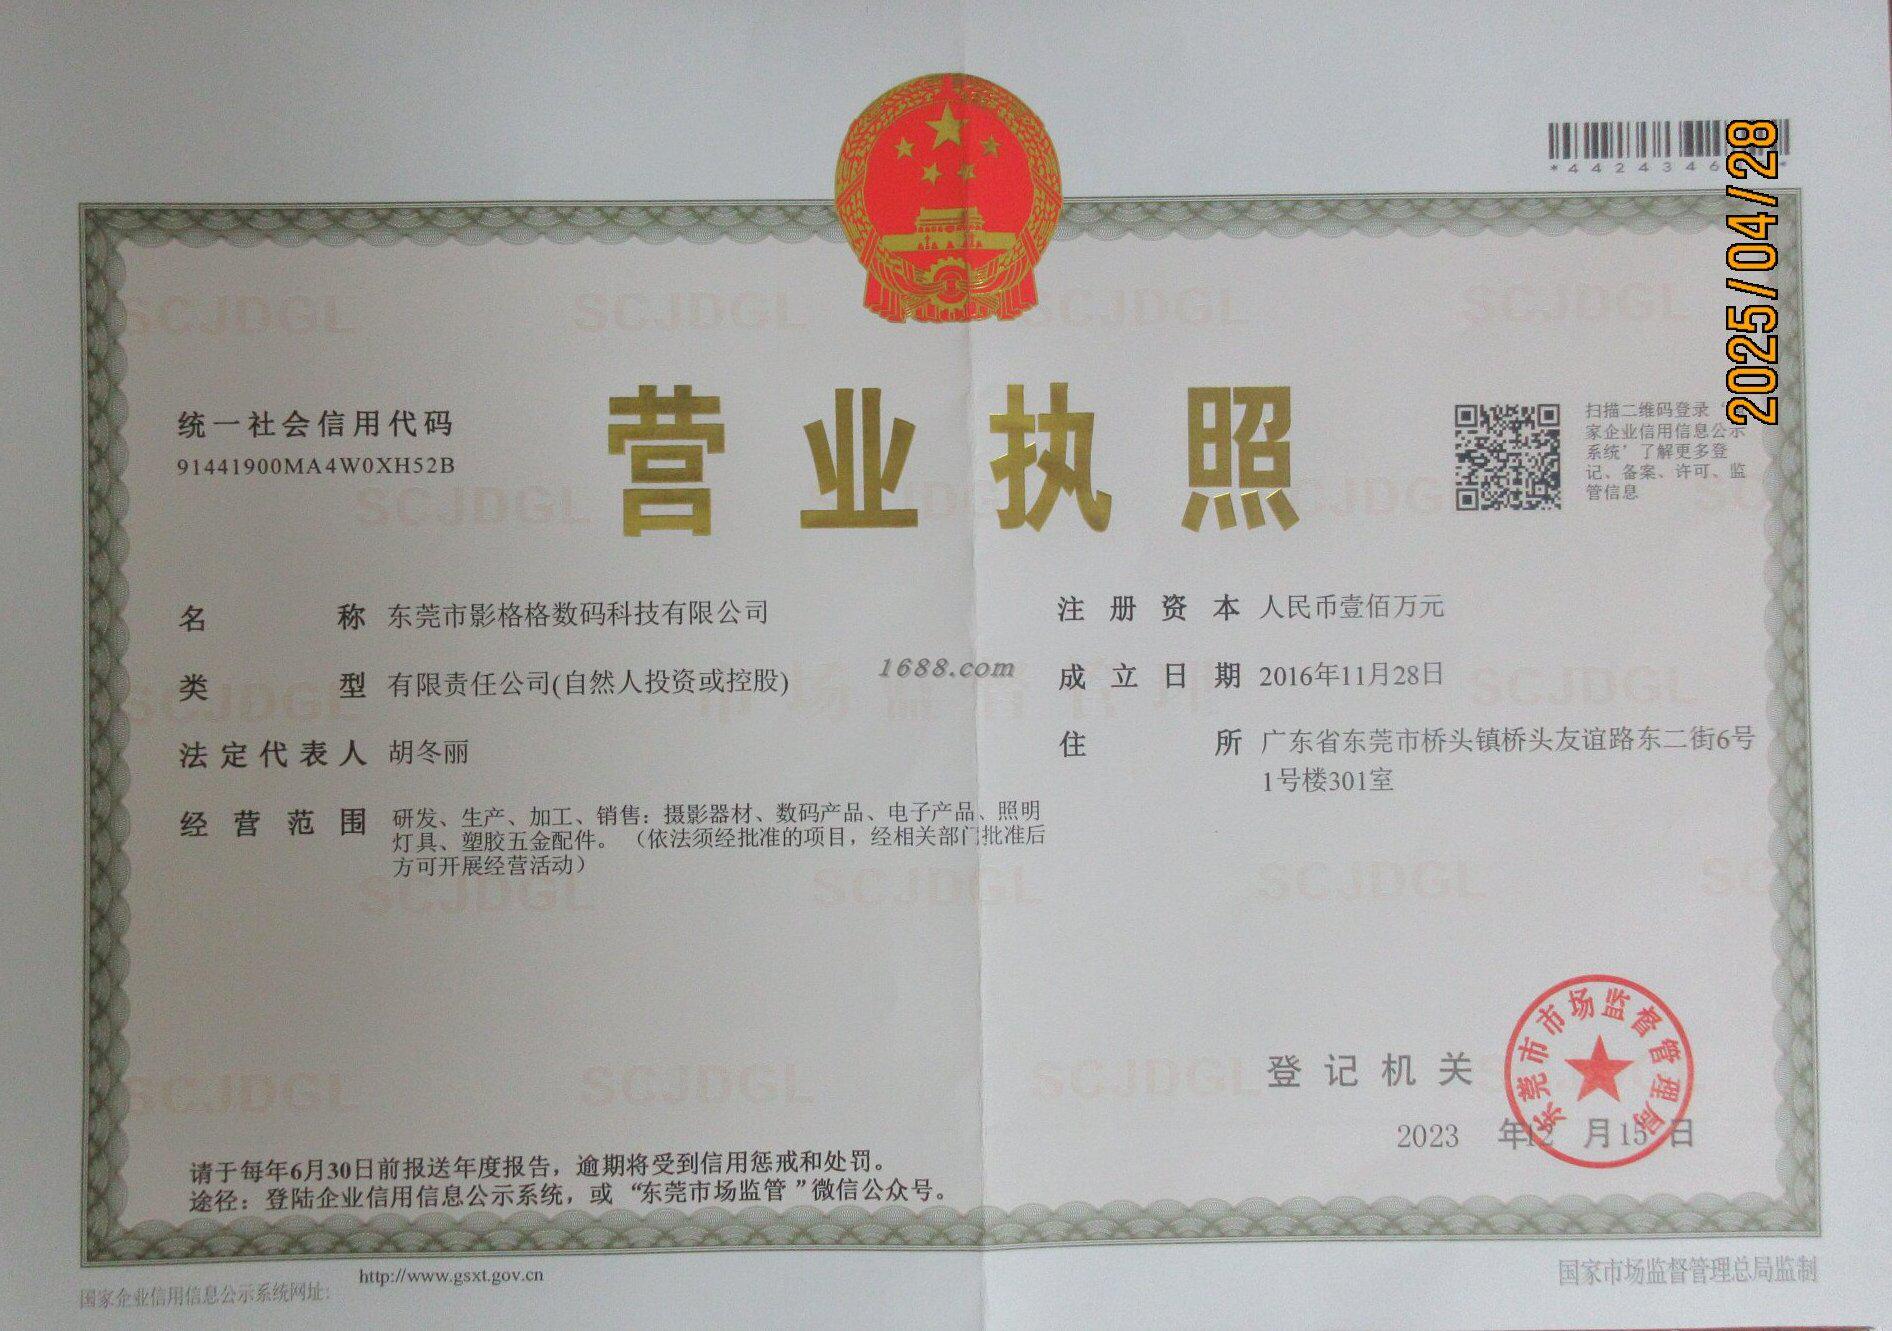 *4424346
2025/04/28
营业执照
统一社会信用代码
91441900MA4W0XH52B
扫描二维码登录
家企业信用信息公示
系统’了解更多登
记、备案、许可、监
管信息
名称 东莞市影格格数码科技有限公司
类型 有限责任公司(自然人投资或控股)
法定代表人 胡冬丽
经营范围 研发、生产、加工、销售：摄影器材、数码产品、电子产品、照明
灯具、塑胶五金配件。（依法须经批准的项目，经相关部门批准后
方可开展经营活动）
1688.com
注册资本 人民币壹佰万元
成立日期 2016年11月28日
住所 广东省东莞市桥头镇桥头友谊路东二街6号
1号楼301室
登记机关
东莞市市场监督管理局
2023 年12 月15日
请于每年6月30日前报送年度报告，逾期将受到信用惩戒和处罚。
途径：登陆企业信用信息公示系统，或“东莞市场监管”微信公众号。
国家企业信用信息公示系统网址: http://www.gsxt.gov.cn
国家市场监督管理总局监制
SCJDGL